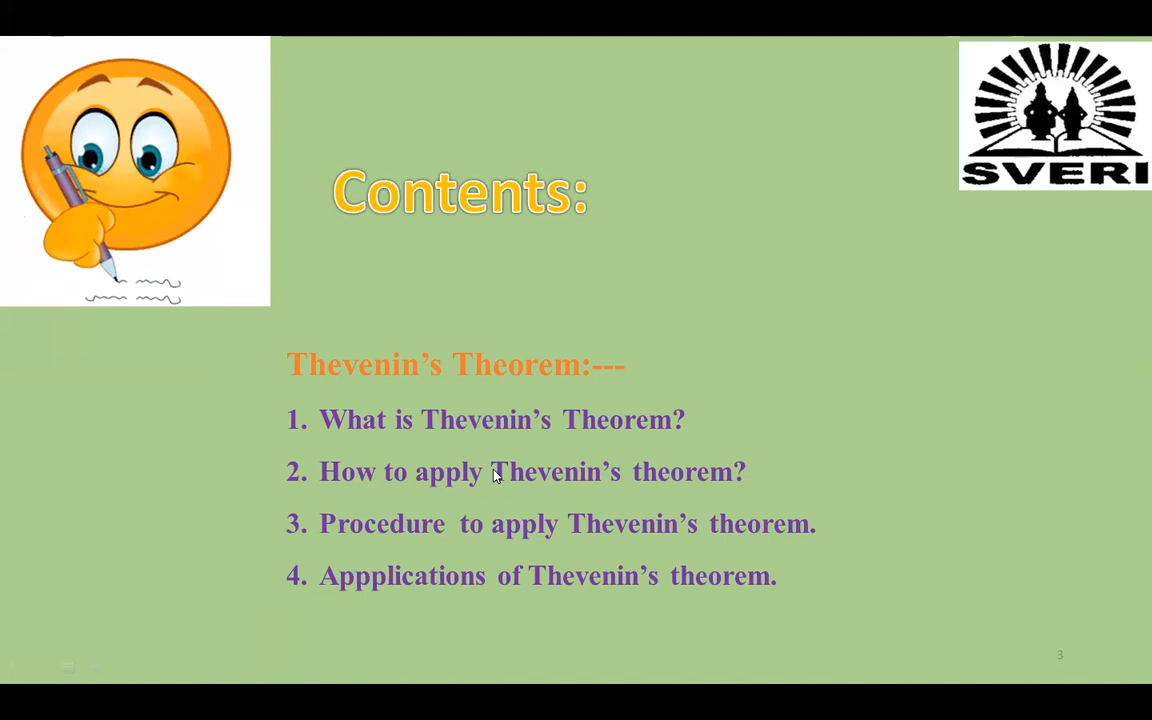 SVERI
Contents:
Thevenin’s Theorem:---
1. What is Thevenin’s Theorem?
2. How to apply Thevenin’s theorem?
3. Procedure to apply Thevenin’s theorem.
4. Appplications of Thevenin’s theorem.
3